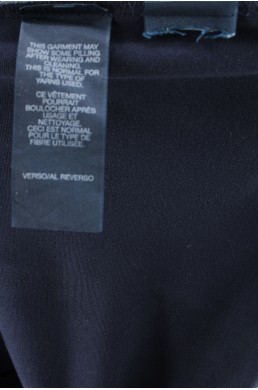 THIS GARMENT MAY
SHOW SOME PILLING
AFTER WEARING AND
CLEANING.
THIS IS NORMAL FOR
THE TYPE OF
YARNS USED.
CE VÊTEMENT
POURRAIT
BOULOCHER APRÈS
USAGE ET
NETTOYAGE.
CECI EST NORMAL
POUR LE TYPE DE
FIBRE UTILISÉE.
VERSO/AL REVERSO